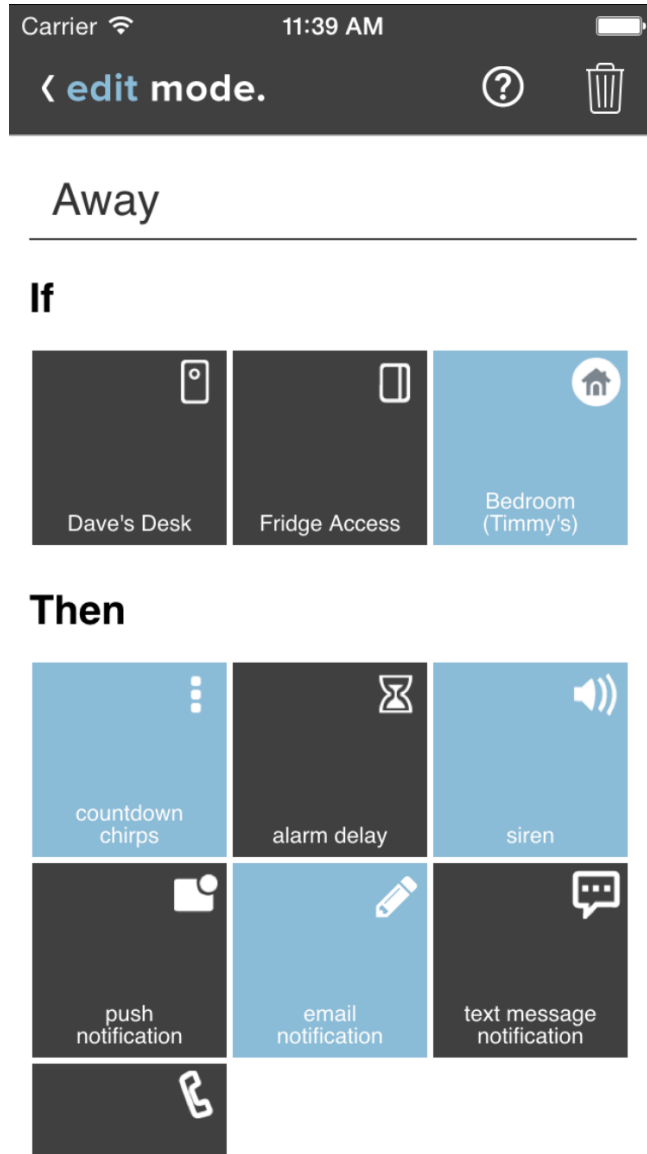 Carrier 11:39 AM
edit mode.
Away
If
Dave's Desk
Fridge Access
Bedroom
(Timmy's)
Then
countdown
chirps
alarm delay
siren
push
notification
email
notification
text message
notification